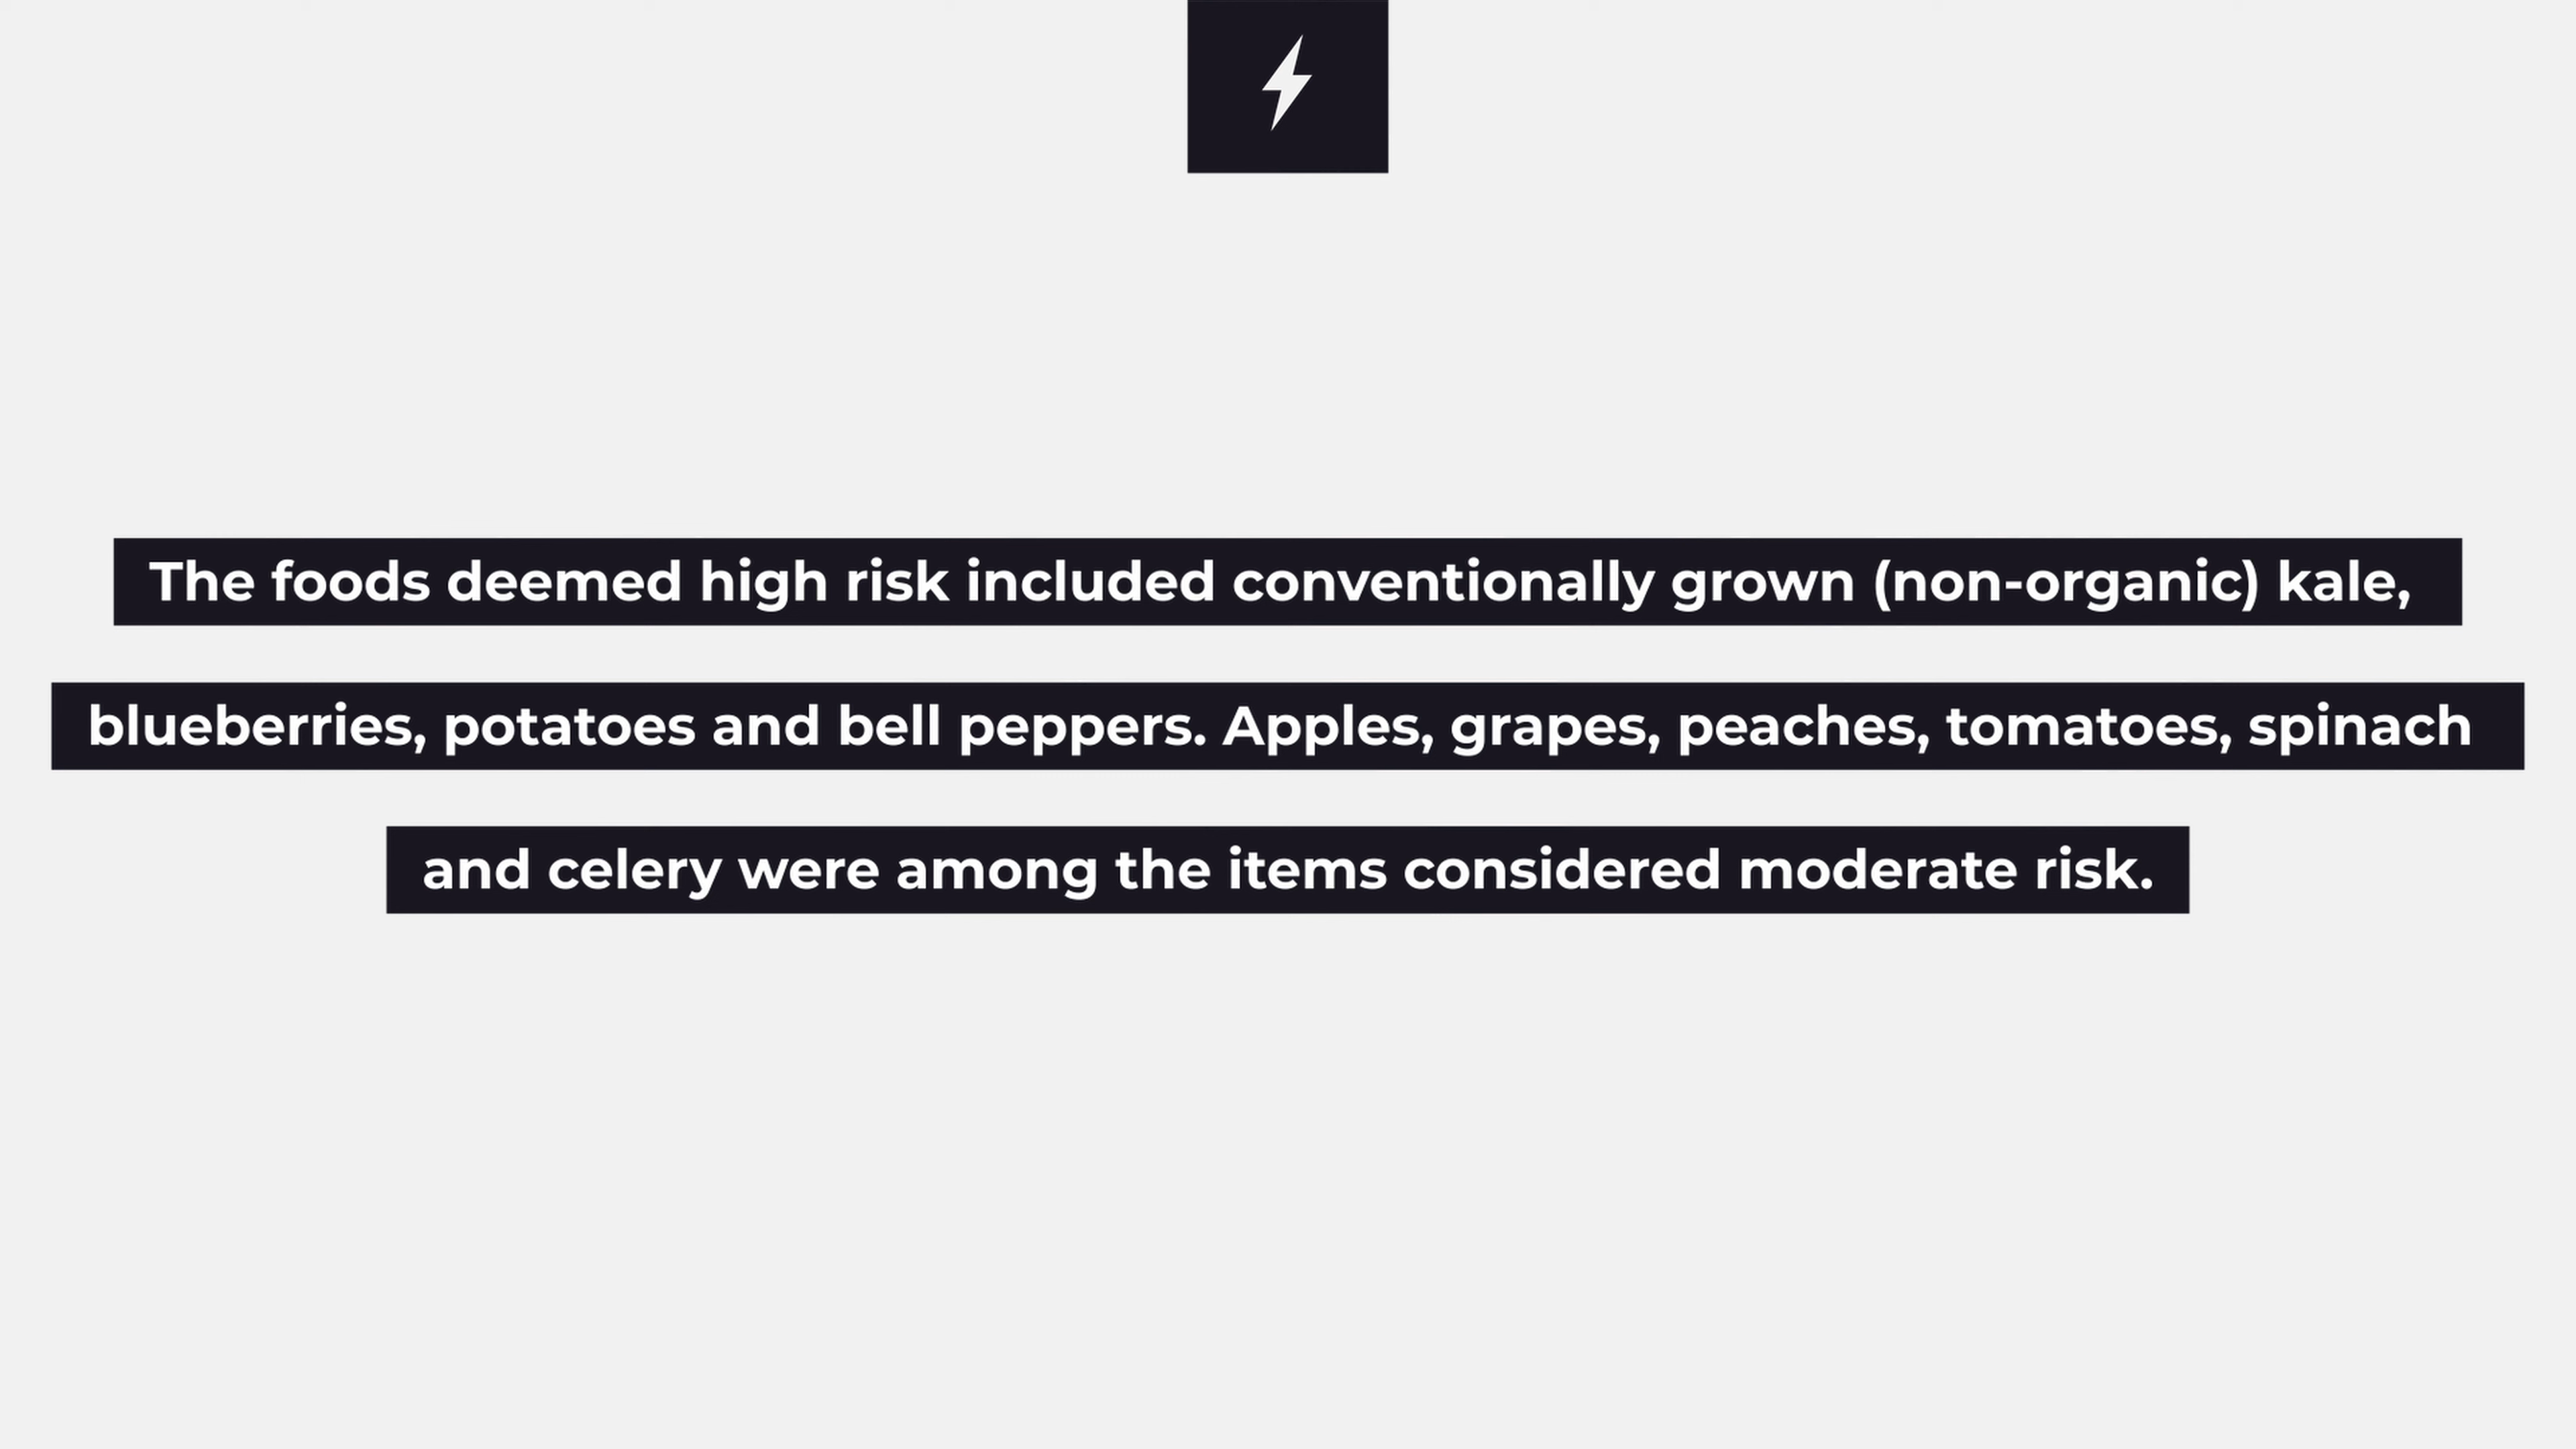 The foods deemed high risk included conventionally grown (non-organic) kale,
blueberries, potatoes and bell peppers. Apples, grapes, peaches, tomatoes, spinach
and celery were among the items considered moderate risk.